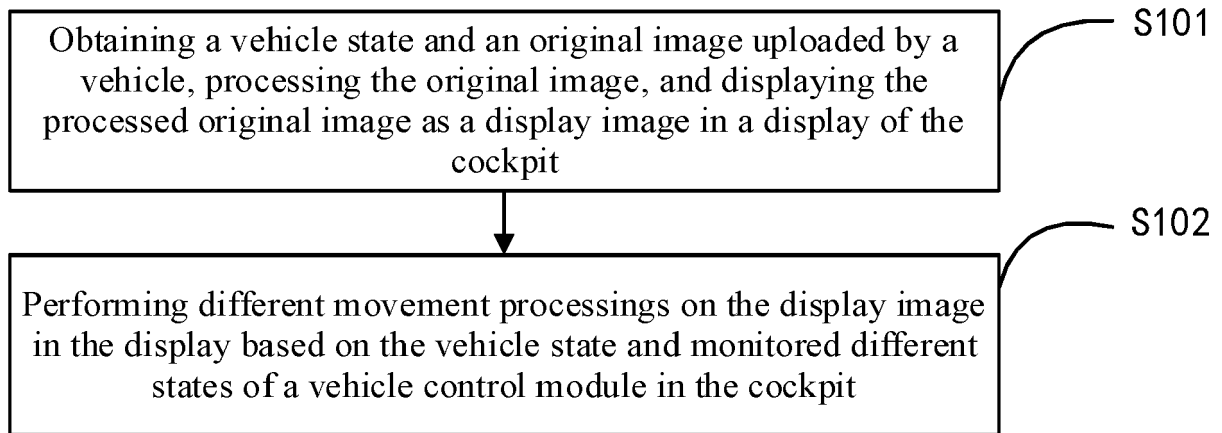 Obtaining a vehicle state and an original image uploaded by a
vehicle, processing the original image, and displaying the
processed original image as a display image in a display of the
cockpit
S101
Performing different movement processings on the display image
in the display based on the vehicle state and monitored different
states of a vehicle control module in the cockpit
S102